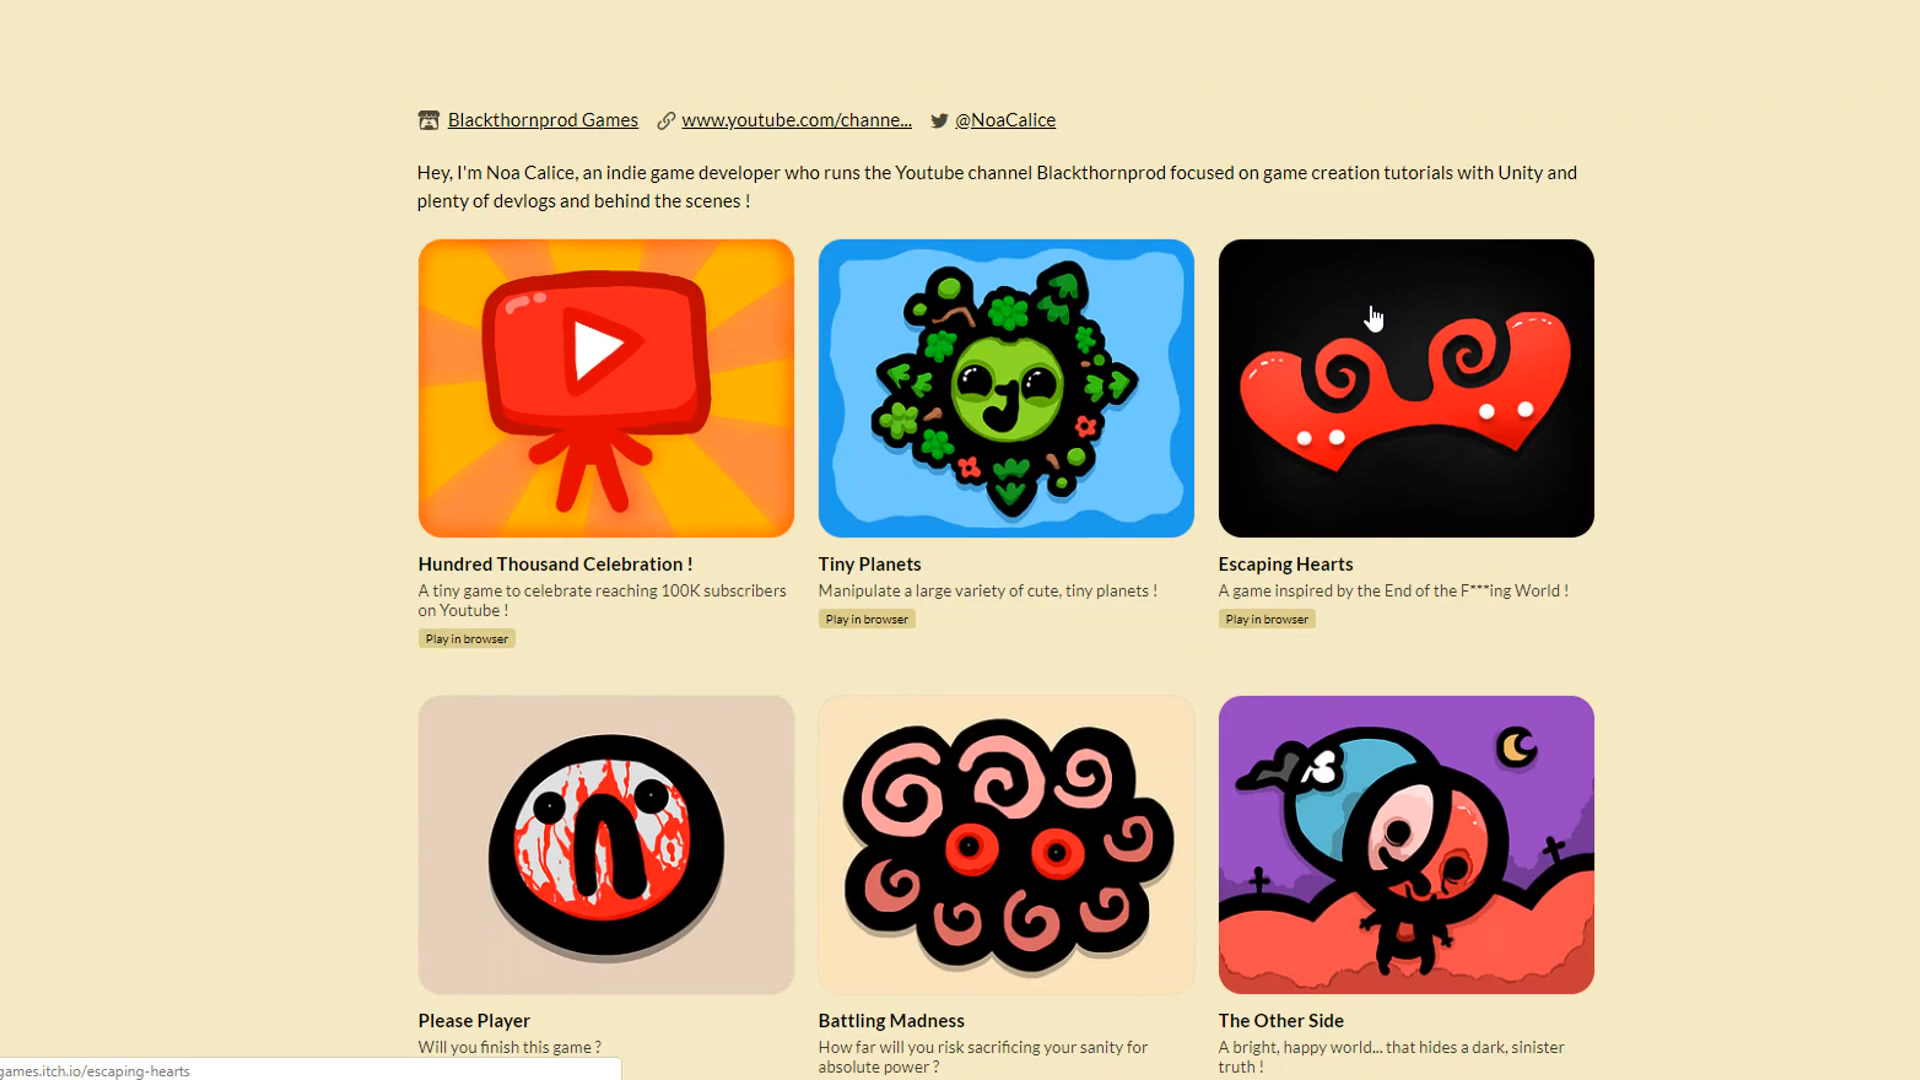 Blackthornprod Games www.youtube.com/channe... @NoaCalice
Hey, I'm Noa Calice, an indie game developer who runs the Youtube channel Blackthornprod focused on game creation tutorials with Unity and
plenty of devlogs and behind the scenes !
Hundred Thousand Celebration !
A tiny game to celebrate reaching 100K subscribers
on Youtube !
Play in browser
Tiny Planets
Manipulate a large variety of cute, tiny planets !
Play in browser
Escaping Hearts
A game inspired by the End of the F***ing World !
Play in browser
Please Player
Will you finish this game ?
Battling Madness
How far will you risk sacrificing your sanity for
absolute power ?
The Other Side
A bright, happy world... that hides a dark, sinister
truth !
games.itch.io/escaping-hearts